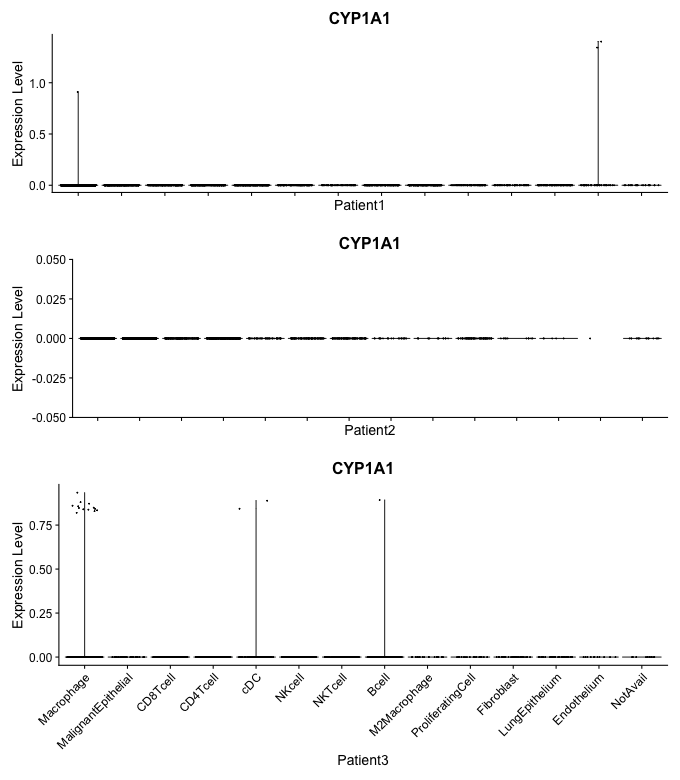 CYP1A1
Expression Level
1.0
0.5
0.0
Patient1
CYP1A1
Expression Level
0.050
0.025
0.000
-0.025
-0.050
Patient2
CYP1A1
Expression Level
0.75
0.50
0.25
0.00
Macrophage
MalignantEpithelial
CD8Tcell
CD4Tcell
cDC
NKcell
NKTcell
Bcell
M2Macrophage
ProliferatingCell
Fibroblast
LungEpithelium
Endothelium
NotAvail
Patient3